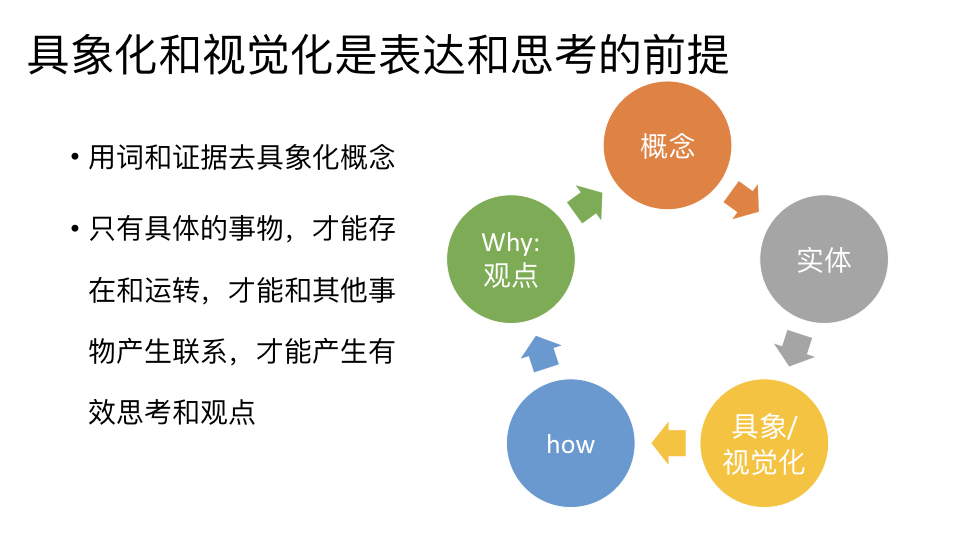 具象化和视觉化是表达和思考的前提
• 用词和证据去具象化概念
• 只有具体的事物，才能存
在和运转，才能和其他事
物产生联系，才能产生有
效思考和观点
概念
实体
具象/
视觉化
how
Why:
观点